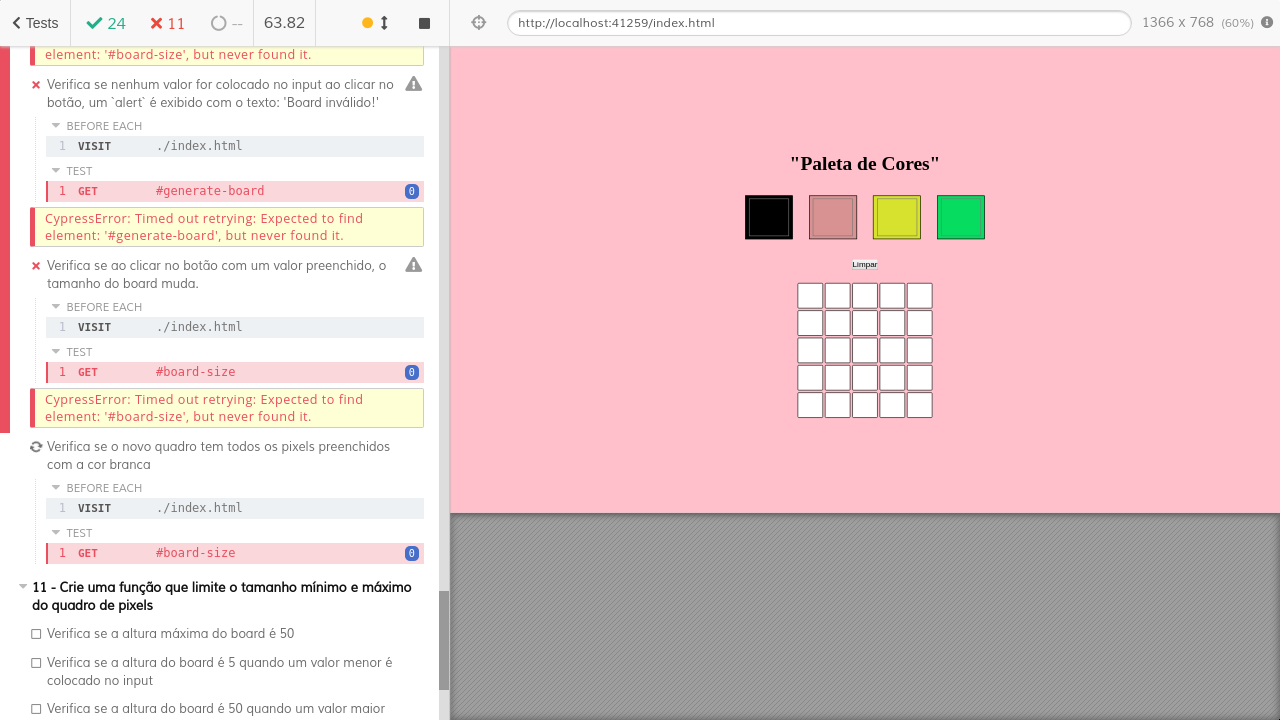 Tests 24 11 -- 63.82 http://localhost:41259/index.html 1366 x 768 (60%)
element: '#board-size', but never found it.
Verifica se nenhum valor for colocado no input ao clicar no
botão, um `alert` é exibido com o texto: 'Board inválido!'
BEFORE EACH
1 VISIT ./index.html
TEST
1 GET #generate-board 0
CypressError: Timed out retrying: Expected to find
element: '#generate-board', but never found it.
Verifica se ao clicar no botão com um valor preenchido, o
tamanho do board muda.
BEFORE EACH
1 VISIT ./index.html
TEST
1 GET #board-size 0
CypressError: Timed out retrying: Expected to find
element: '#board-size', but never found it.
Verifica se o novo quadro tem todos os pixels preenchidos
com a cor branca
BEFORE EACH
1 VISIT ./index.html
TEST
1 GET #board-size 0
11 - Crie uma função que limite o tamanho mínimo e máximo
do quadro de pixels
Verifica se a altura máxima do board é 50
Verifica se a altura do board é 5 quando um valor menor é
colocado no input
Verifica se a altura do board é 50 quando um valor maior
"Paleta de Cores"
Limpar